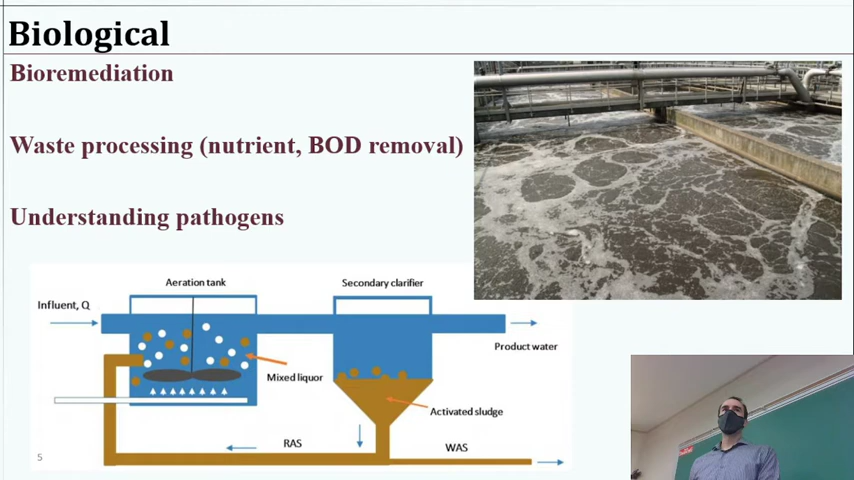 Biological
Bioremediation
Waste processing (nutrient, BOD removal)
Understanding pathogens
Aeration tank
Secondary clarifier
Influent, Q
Product water
Mixed liquor
Activated sludge
RAS
WAS
5